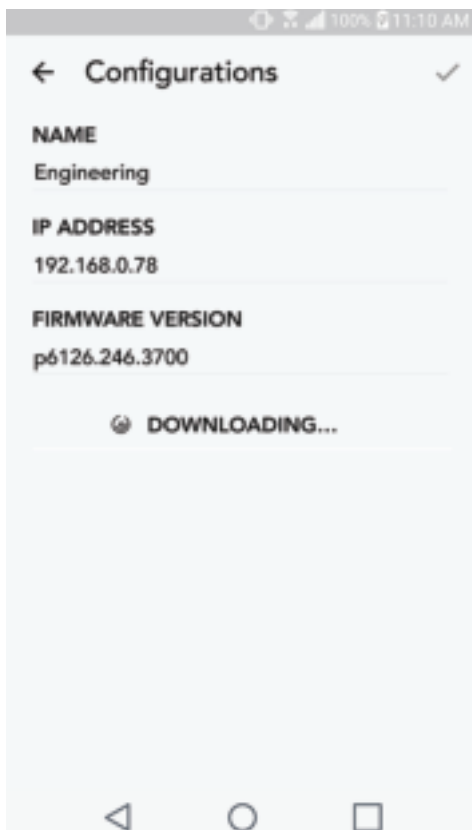 100% 11:10 AM
Configurations
NAME
Engineering
IP ADDRESS
192.168.0.78
FIRMWARE VERSION
p6126.246.3700
DOWNLOADING...